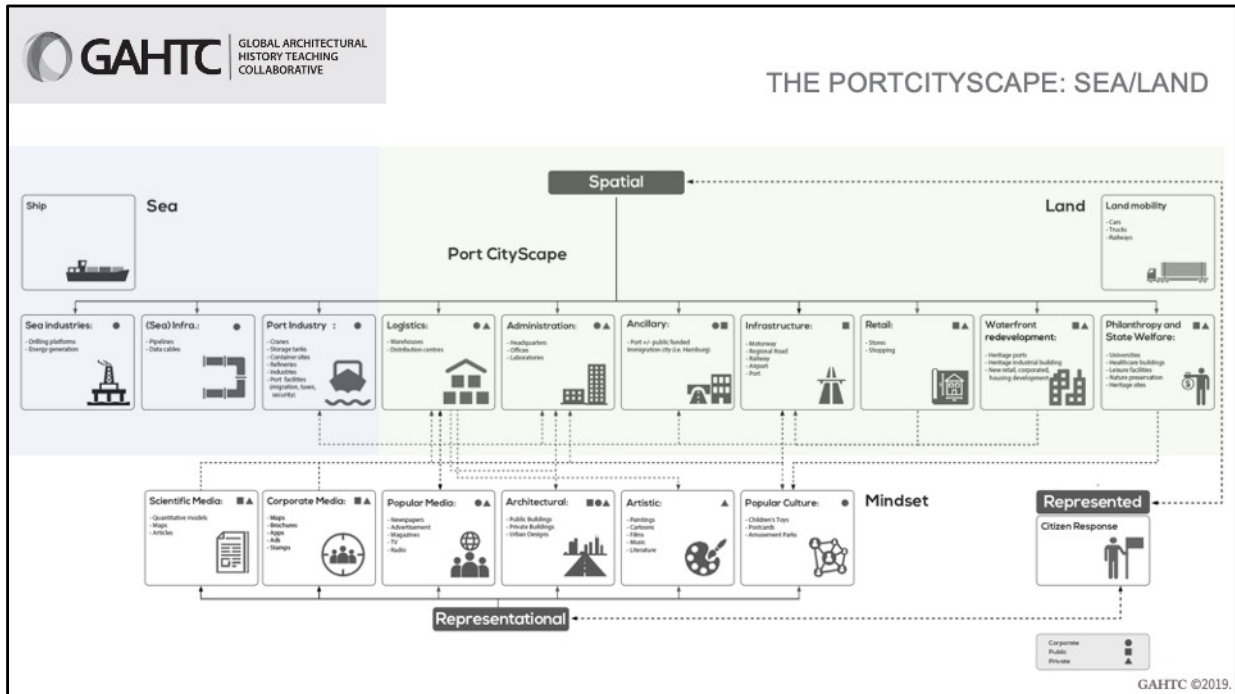 GAHTC
GLOBAL ARCHITECTURAL
HISTORY TEACHING
COLLABORATIVE
THE PORTCITYSCAPE: SEA/LAND
Spatial
Ship
Sea
Land
Land mobility
- Cars
- Trucks
- Railways
Port CityScape
Sea industries:
- Drilling platforms
- Energy generation
(Sea) Infra.:
- Pipelines
- Data cables
Port Industry :
- Cranes
- Storage tanks
- Container sites
- Refineries
- Industries
- Port facilities
(migration, taxes,
security)
Logistics:
- Warehouses
- Distribution centres
Administration:
- Headquarters
- Offices
- Laboratories
Ancillary:
- Port +/- public funded
immigration city (i.e. Hamburg)
Infrastructure:
- Motorway
- Regional Road
- Railway
- Airport
- Port
Retail:
- Stores
- Shopping
Waterfront
redevelopment:
- Heritage ports
- Heritage industrial building
- New retail, corporated,
housing development
Philanthropy and
State Welfare:
- Universities
- Healthcare buildings
- Leisure facilities
- Nature preservation
- Heritage sites
Scientific Media:
- Quantitative models
- Maps
- Articles
Corporate Media:
- Maps
- Brochures
- Apps
- Ads
- Stamps
Popular Media:
- Newspapers
- Advertisement
- Magazines
- TV
- Radio
Architectural:
- Public Buildings
- Private Buildings
- Urban Designs
Artistic:
- Paintings
- Cartoons
- Films
- Music
- Literature
Popular Culture:
- Children's Toys
- Postcards
- Amusement Parks
Mindset
Represented
Citizen Response
Representational
Corporate
Public
Private
GAHTC ©2019.